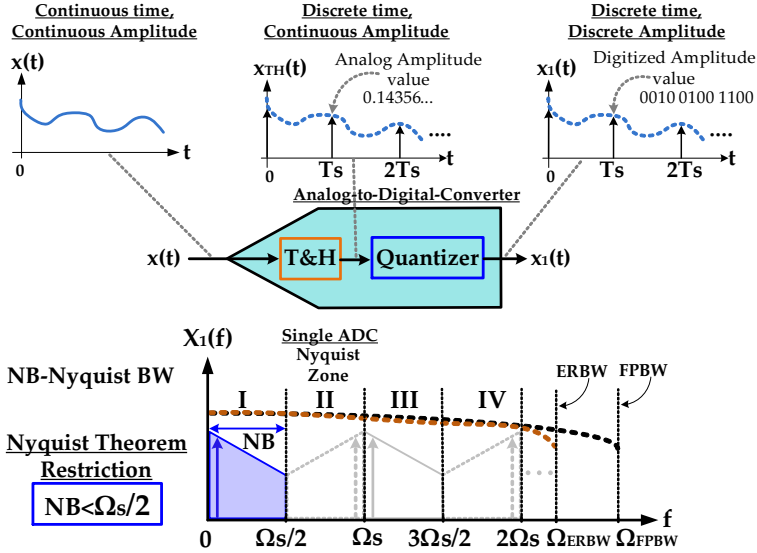 Continuous time,
Continuous Amplitude
Discrete time,
Continuous Amplitude
Discrete time,
Discrete Amplitude
x(t)
0
t
xTH(t)
Analog Amplitude
value
0.14356...
....
0
Ts
2Ts
t
x1(t)
Digitized Amplitude
value
0010 0100 1100
....
0
Ts
2Ts
t
Analog-to-Digital-Converter
x(t)
T&H
Quantizer
x1(t)
X1(f)
Single ADC
Nyquist
Zone
NB-Nyquist BW
ERBW
FPBW
I
II
III
IV
NB
Nyquist Theorem
Restriction
NB<Ωs/2
...
f
0
Ωs/2
Ωs
3Ωs/2
2Ωs
ΩERBW
ΩFPBW